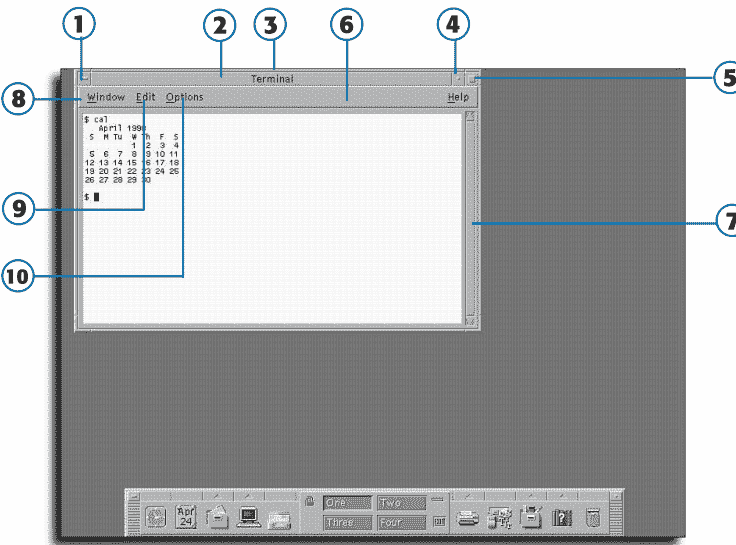 1
2
3
4
5
6
7
8
9
10
Terminal
Window Edit Options Help
$ cal
April 1998
S M Tu W Th F S
1 2 3 4
5 6 7 8 9 10 11
12 13 14 15 16 17 18
19 20 21 22 23 24 25
26 27 28 29 30
$
One Two
Apr
24
Three Four
?